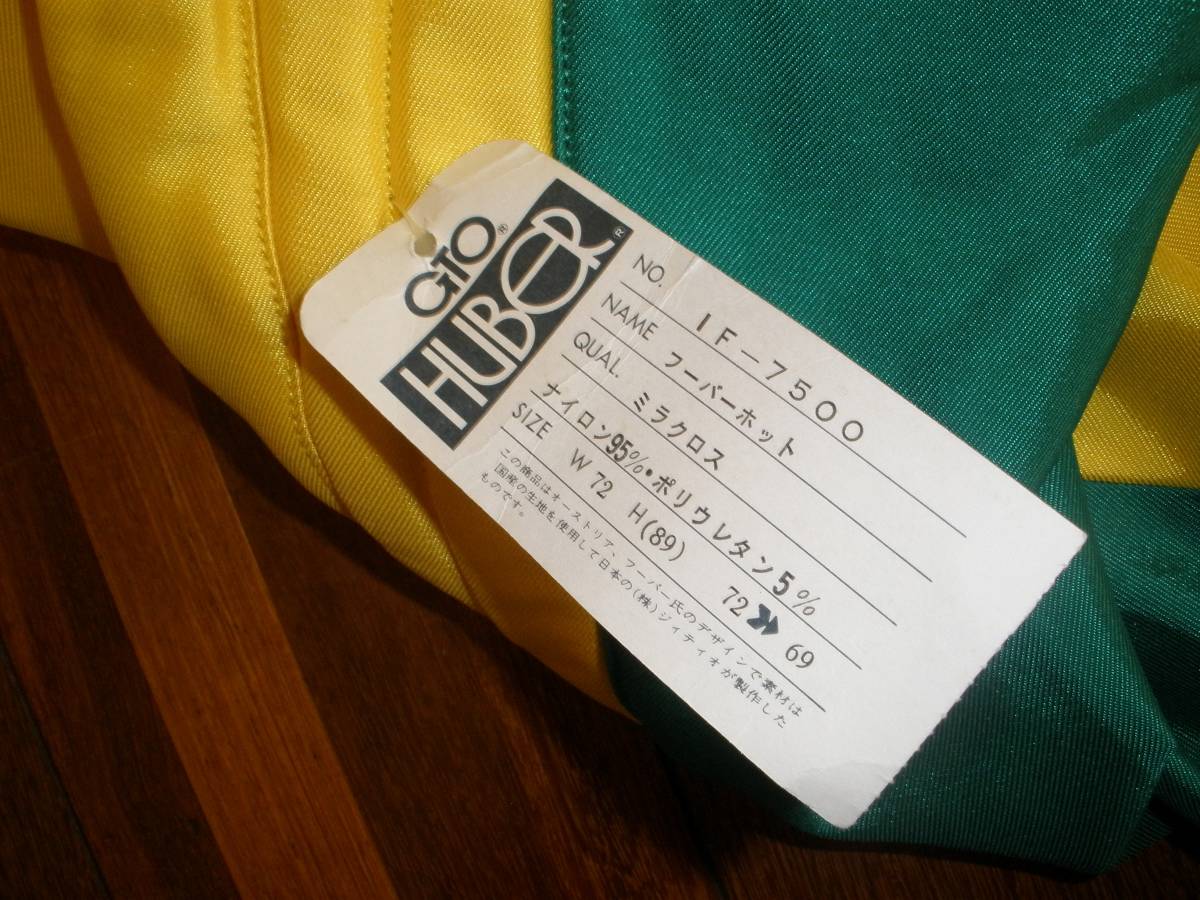 GTO®
HUBER®
NO. IF-7500
NAME フーバーホット
QUAL. ミラクロス
ナイロン95%・ポリウレタン5%
SIZE W72 H(89) 72 69
この商品はオーストリア、フーバー氏のデザインで素材は
国産の生地を使用して日本の(株)ジィティオが製作した
ものです。